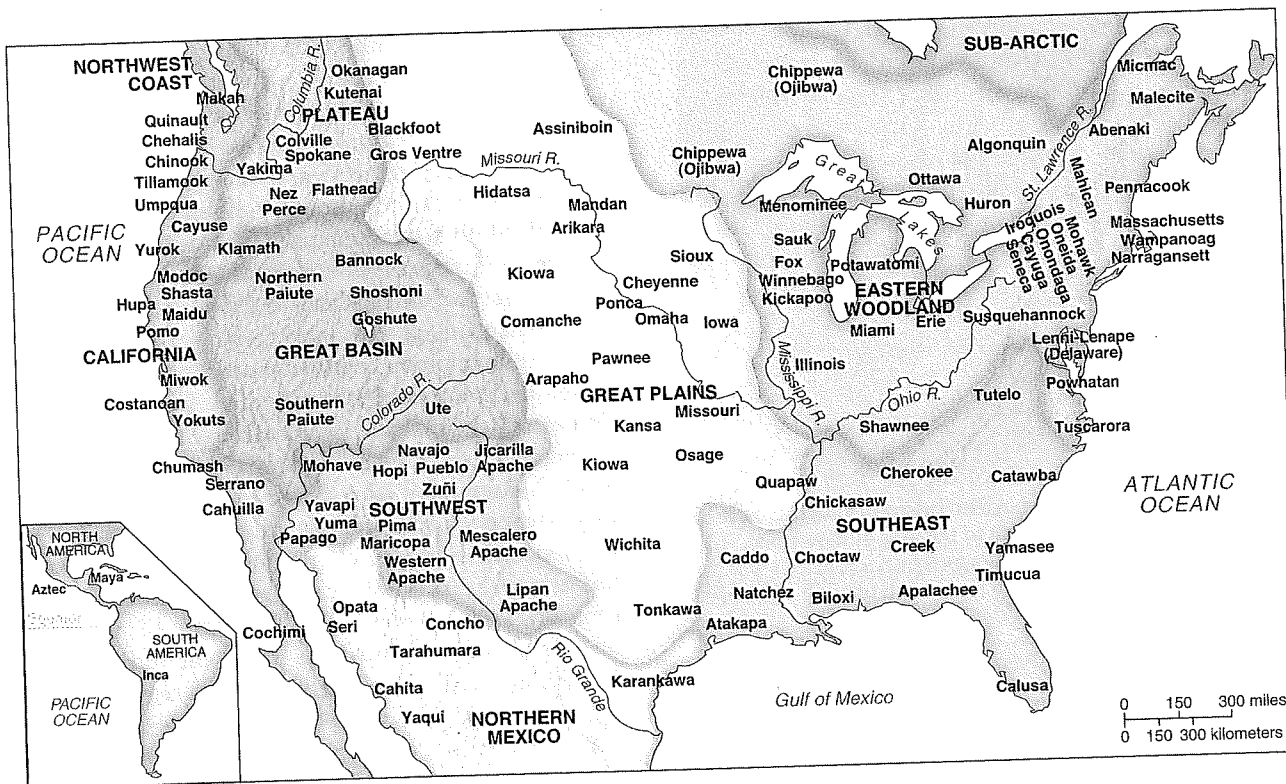 NORTHWEST
COAST
Makah
Quinault
Chehalis
Chinook
Tillamook
Umpqua
Cayuse
Yurok
Klamath
PACIFIC
OCEAN
Columbia R.
Okanagan
Kutenai
PLATEAU
Colville
Spokane
Yakima
Nez
Perce
Flathead
Blackfoot
Gros Ventre
Missouri R.
Assiniboin
Hidatsa
Mandan
Arikara
Chippewa
(Ojibwa)
Chippewa
(Ojibwa)
SUB-ARCTIC
Micmac
Malecite
Abenaki
Algonquin
St. Lawrence R.
Mahican
Pennacook
Ottawa
Huron
Great
Lakes
Menominee
Iroquois
Mohawk
Oneida
Onondaga
Cayuga
Seneca
Massachusetts
Wampanoag
Narragansett
Sauk
Fox
Winnebago
Kickapoo
Potawatomi
EASTERN
WOODLAND
Miami
Erie
Susquehannock
Lenni-Lenape
(Delaware)
Powhatan
Tutelo
Tuscarora
Illinois
Mississippi R.
Ohio R.
Shawnee
Modoc
Shasta
Hupa
Maidu
Pomo
CALIFORNIA
Miwok
Costanoan
Yokuts
Chumash
Serrano
Cahuilla
Northern
Paiute
Bannock
Shoshoni
Goshute
GREAT BASIN
Southern
Paiute
Colorado R.
Ute
Sioux
Kiowa
Cheyenne
Ponca
Comanche
Omaha
Iowa
Pawnee
Arapaho
GREAT PLAINS
Missouri
Kansa
Kiowa
Osage
Quapaw
Wichita
Tonkawa
Karankawa
Mohave
Navajo
Hopi
Pueblo
Zuñi
Jicarilla
Apache
Yavapi
SOUTHWEST
Yuma
Pima
Papago
Maricopa
Western
Apache
Mescalero
Apache
Lipan
Apache
Cherokee
Catawba
Chickasaw
SOUTHEAST
Caddo
Choctaw
Creek
Yamasee
Timucua
Natchez
Biloxi
Apalachee
Atakapa
Calusa
ATLANTIC
OCEAN
Gulf of Mexico
Opata
Seri
Cochimi
Concho
Tarahumara
Cahita
Yaqui
NORTHERN
MEXICO
Rio Grande
NORTH
AMERICA
Aztec
Maya
SOUTH
AMERICA
Inca
PACIFIC
OCEAN
0 150 300 miles
0 150 300 kilometers